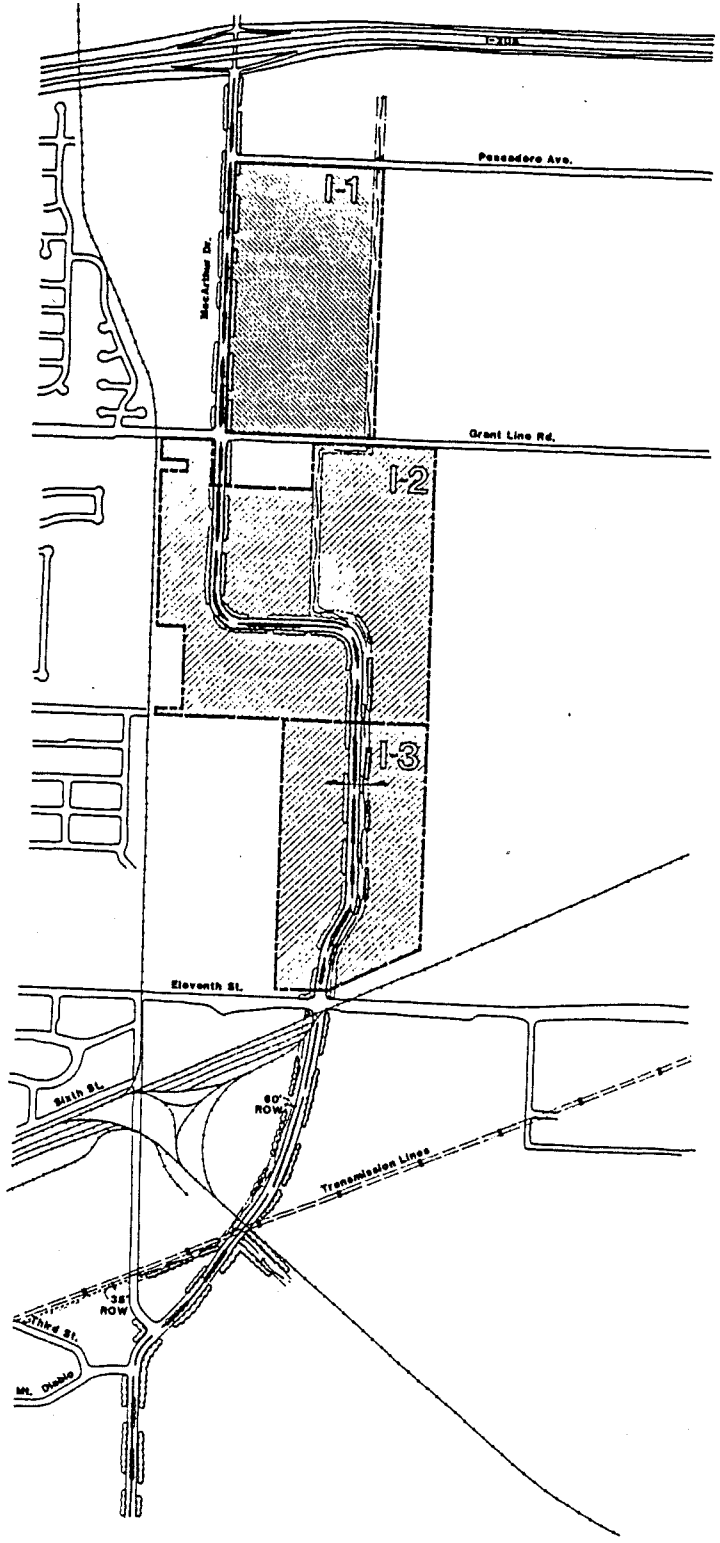 I-205
Pescadero Ave.
I-1
MacArthur Dr.
Grant Line Rd.
I-2
I-3
Eleventh St.
Sixth St.
60'
ROW
Transmission Lines
35'
ROW
Third St.
Mt. Diablo